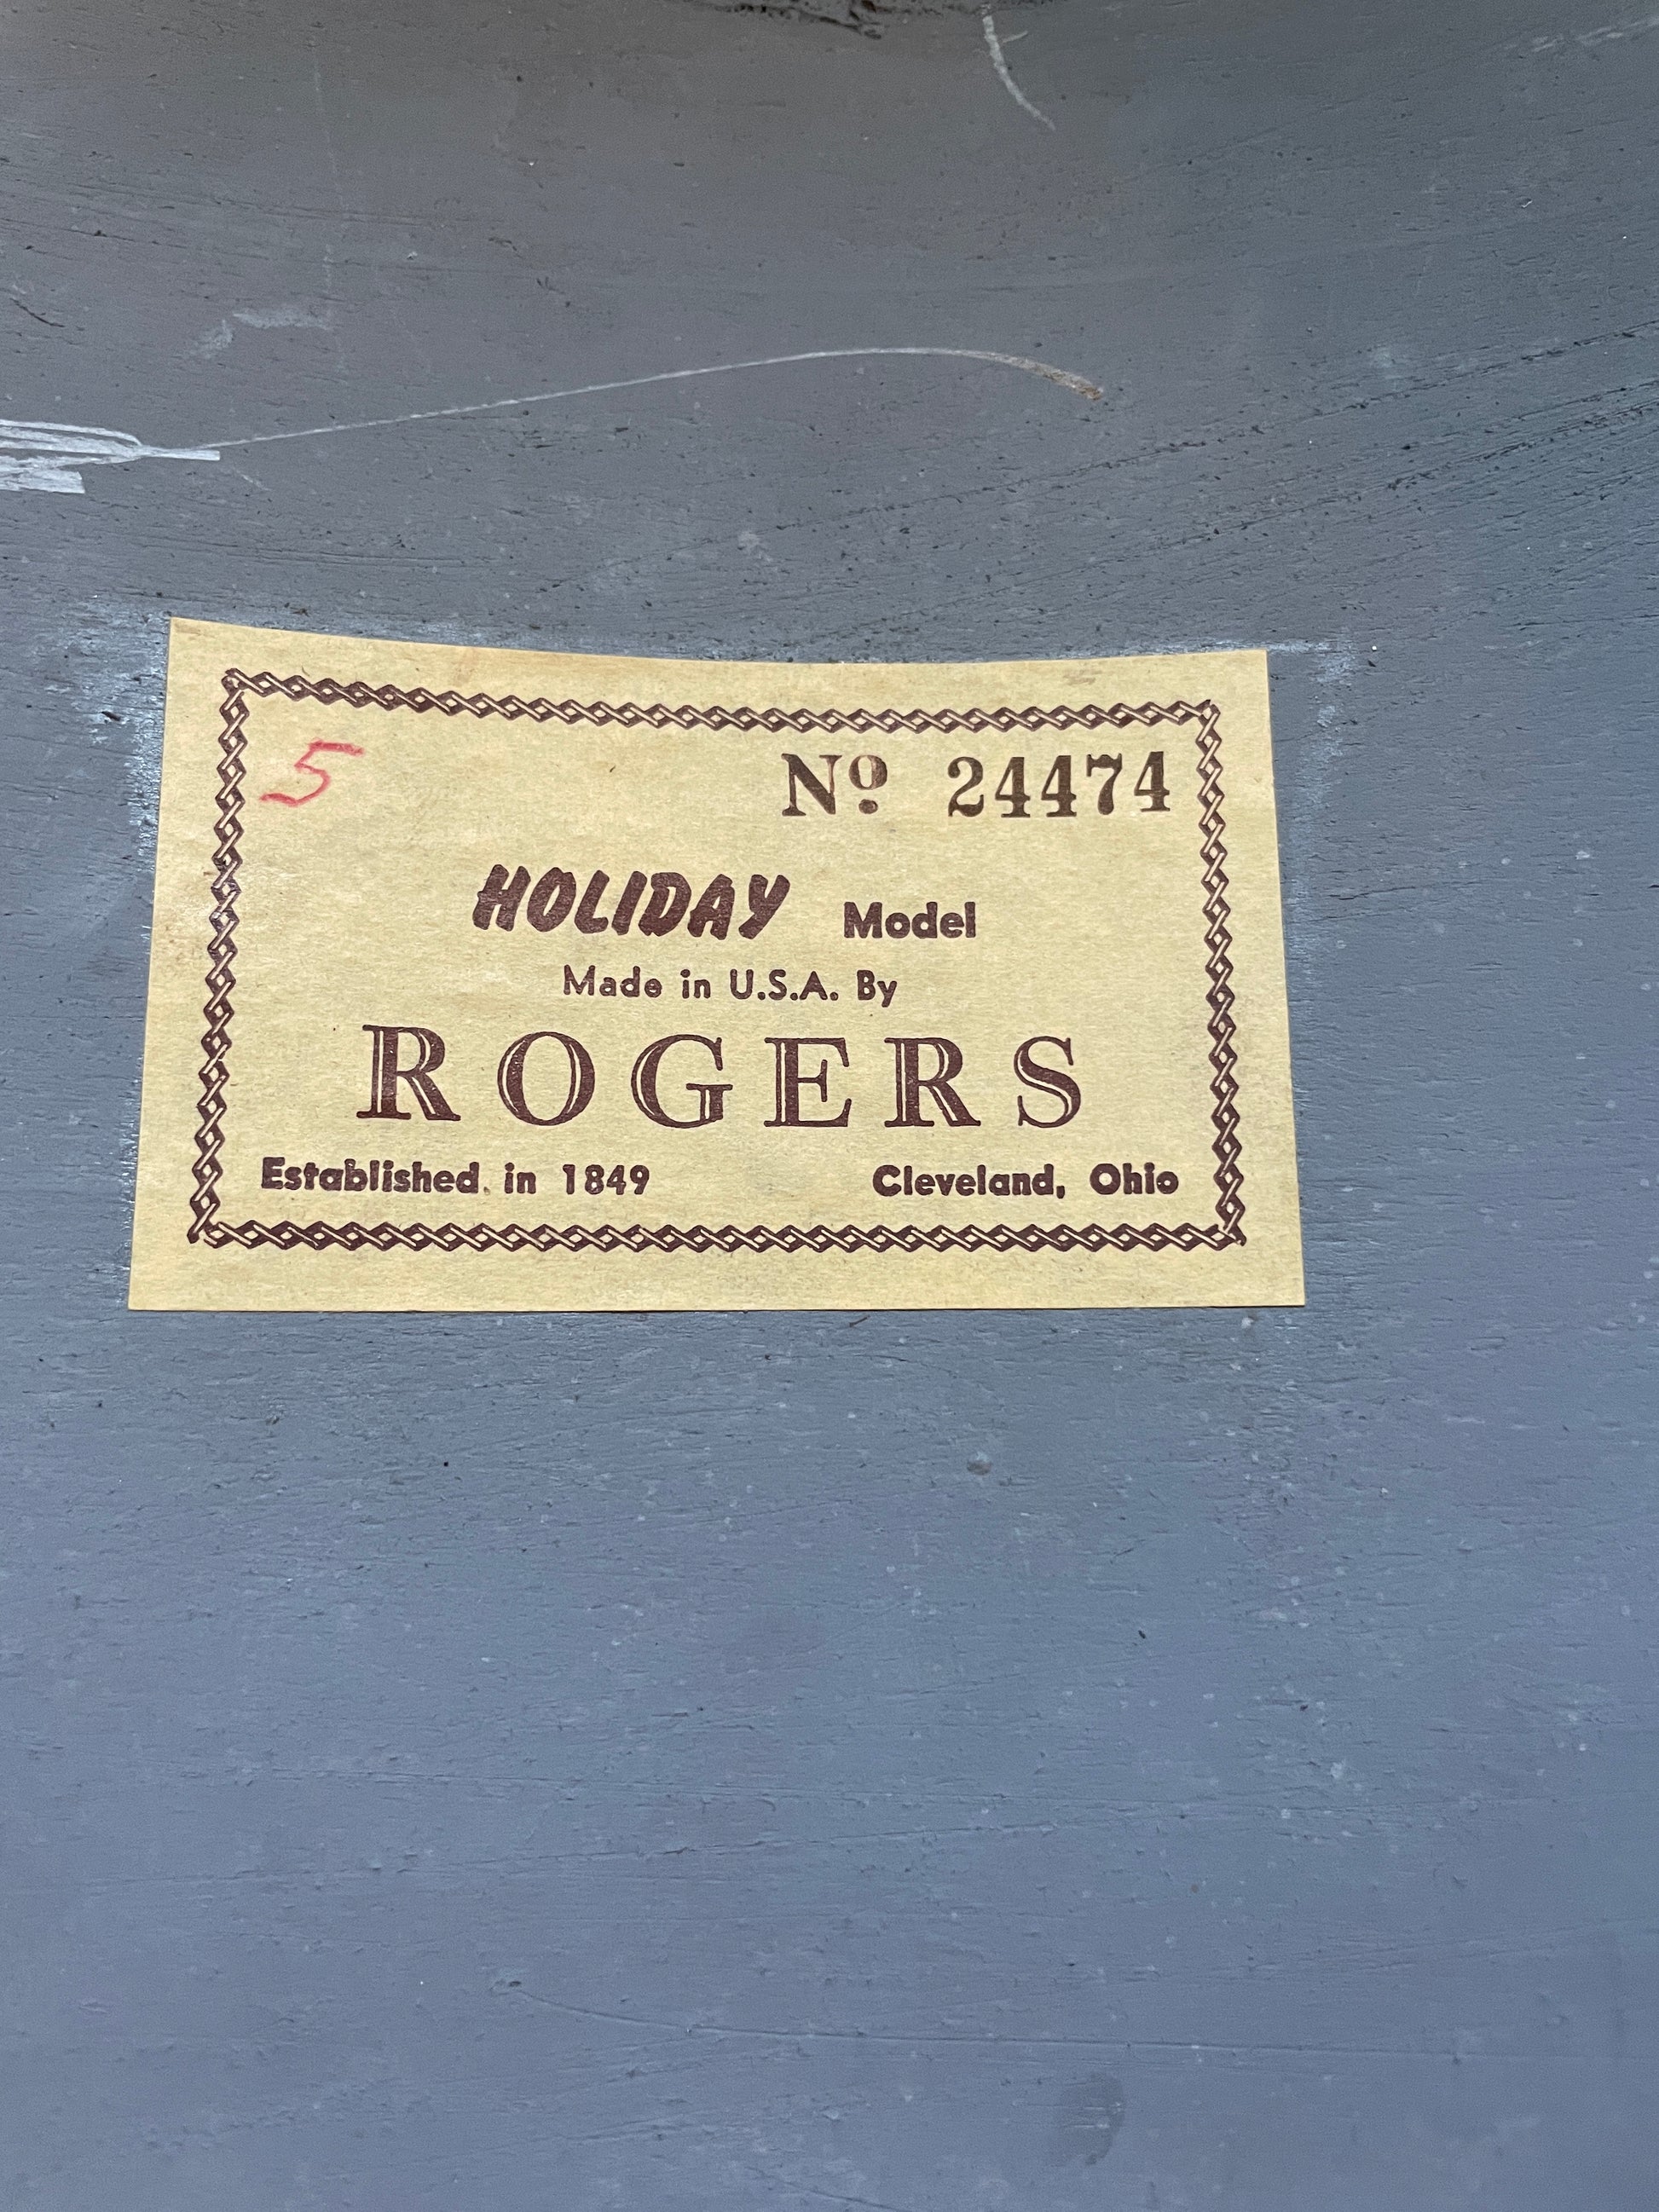 5 Nº 24474
HOLIDAY Model
Made in U.S.A. By
ROGERS
Established in 1849 Cleveland, Ohio